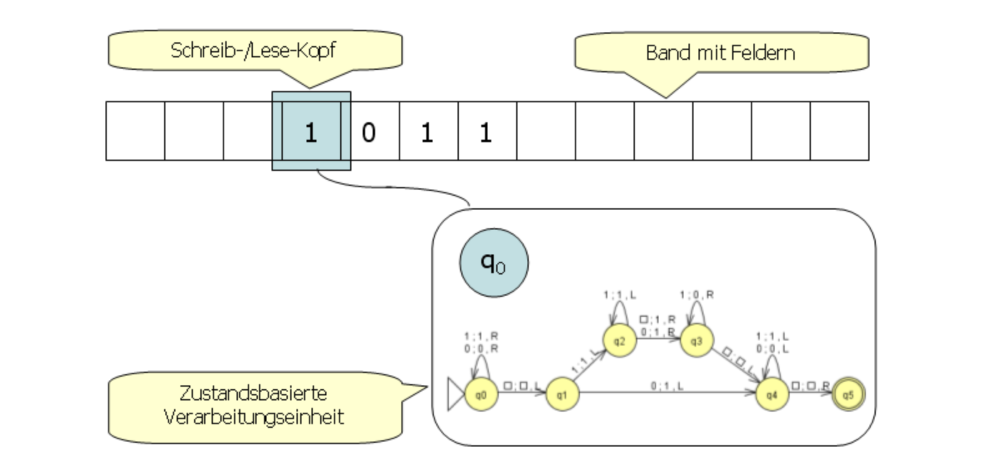 Schreib-/Lese-Kopf
Band mit Feldern
1 0 1 1
q0
1;1,L
1;0,R
□;1,R
0;1,R
1;1,R
0;0,R
1;1,L
0;0,L
q2
q3
1;1,L
□;□,L
q0
□;□,L
q1
0;1,L
q4
□;□,R
q5
Zustandsbasierte
Verarbeitungseinheit